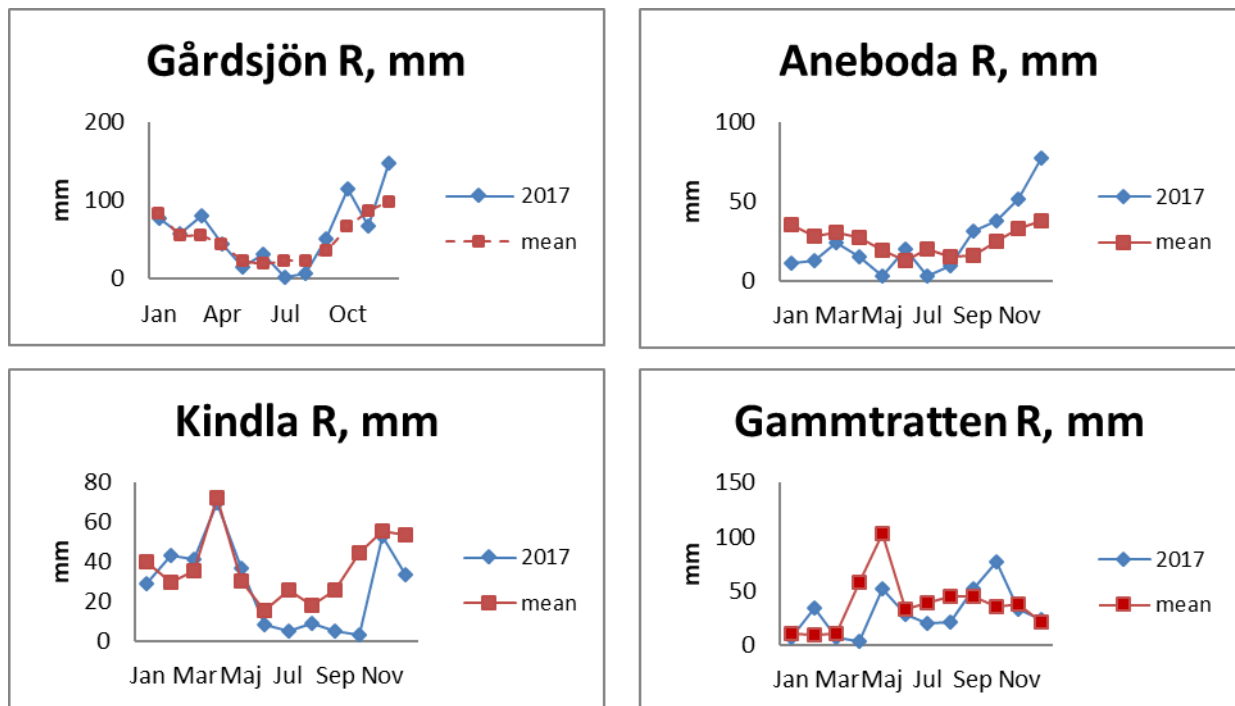 Gårdsjön R, mm
200
100
0
mm
Jan Apr Jul Oct
2017
mean
Aneboda R, mm
100
50
0
mm
Jan Mar Maj Jul Sep Nov
2017
mean
Kindla R, mm
80
60
40
20
0
mm
Jan Mar Maj Jul Sep Nov
2017
mean
Gammtratten R, mm
150
100
50
0
mm
Jan Mar Maj Jul Sep Nov
2017
mean